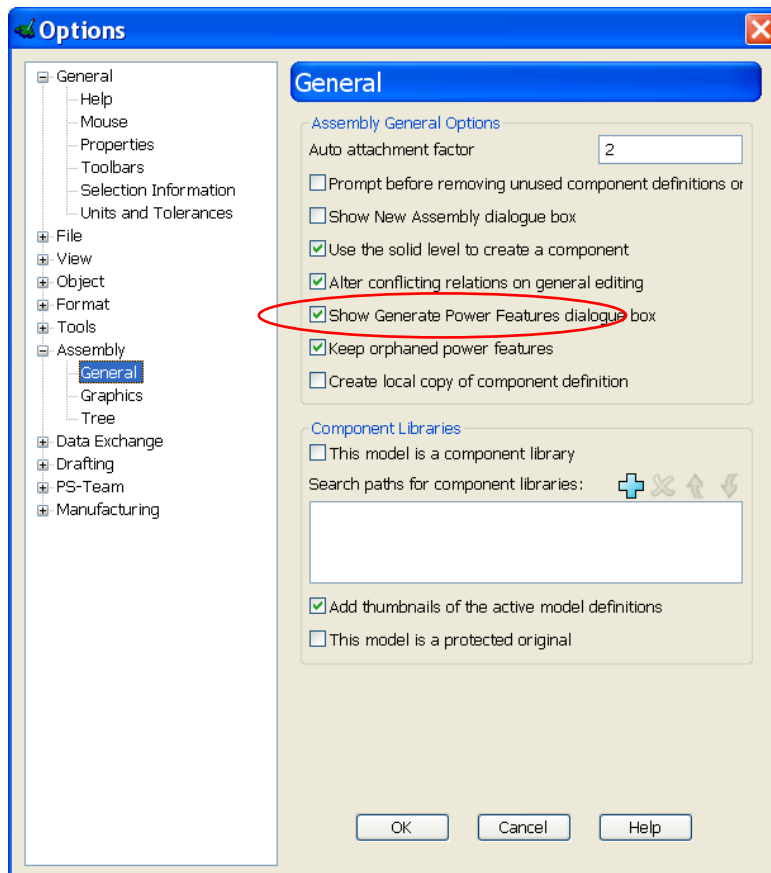 Options
General
Help
Mouse
Properties
Toolbars
Selection Information
Units and Tolerances
File
View
Object
Format
Tools
Assembly
General
Graphics
Tree
Data Exchange
Drafting
PS-Team
Manufacturing
General
Assembly General Options
Auto attachment factor 2
Prompt before removing unused component definitions or
Show New Assembly dialogue box
Use the solid level to create a component
Alter conflicting relations on general editing
Show Generate Power Features dialogue box
Keep orphaned power features
Create local copy of component definition
Component Libraries
This model is a component library
Search paths for component libraries:
Add thumbnails of the active model definitions
This model is a protected original
OK Cancel Help